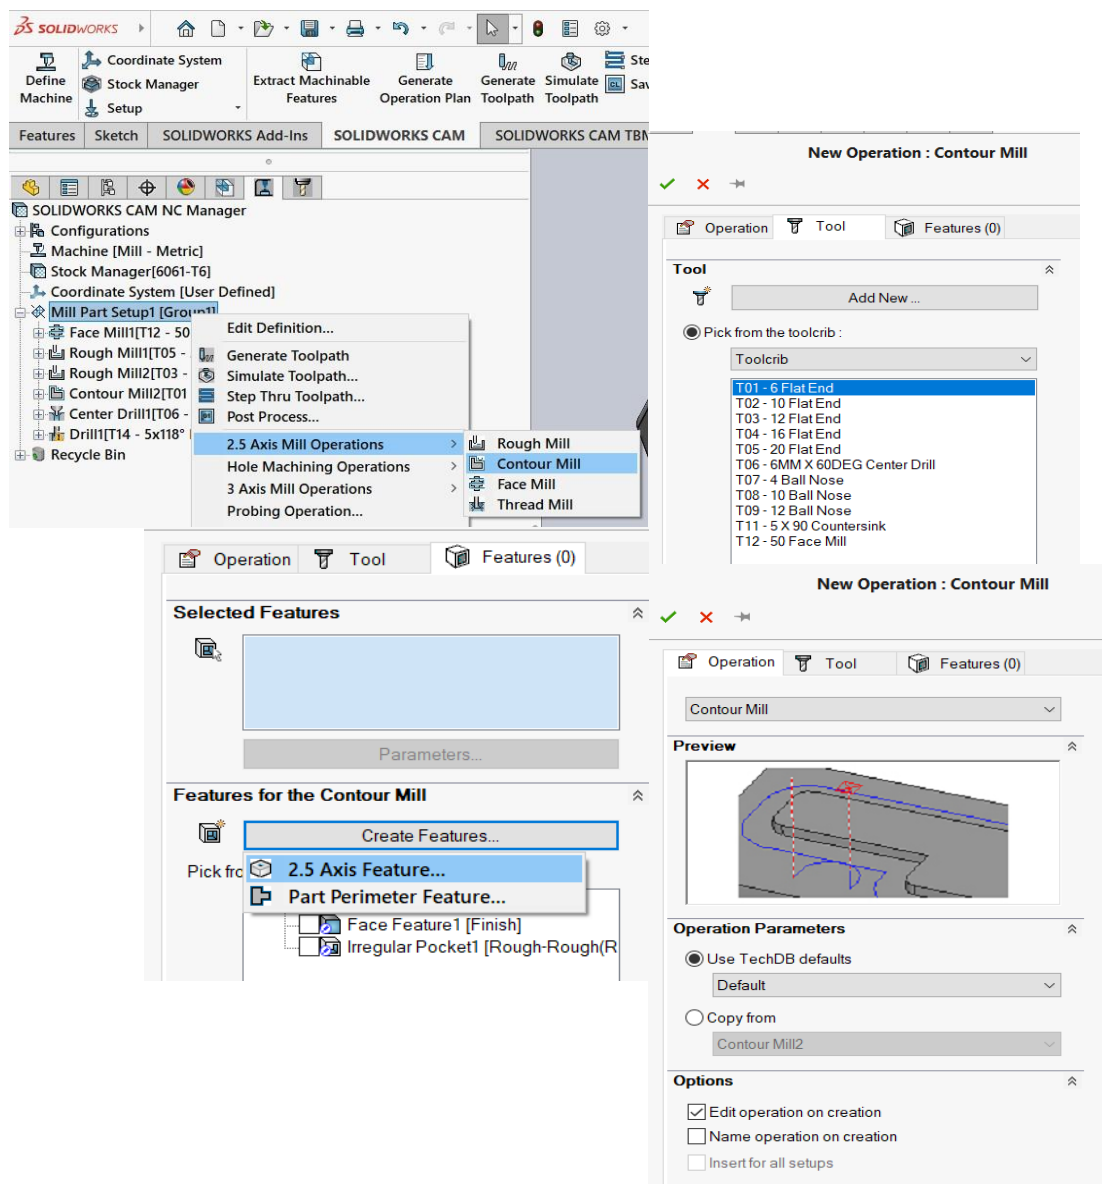 SOLIDWORKS
Define Machine
Coordinate System
Stock Manager
Setup
Extract Machinable Features
Generate Operation Plan
Generate Toolpath
Simulate Toolpath
Ste
Sav
Features Sketch SOLIDWORKS Add-Ins SOLIDWORKS CAM SOLIDWORKS CAM TBM
SOLIDWORKS CAM NC Manager
Configurations
Machine [Mill - Metric]
Stock Manager[6061-T6]
Coordinate System [User Defined]
Mill Part Setup1 [Group1]
Face Mill1[T12 - 50
Rough Mill1[T05 -
Rough Mill2[T03 -
Contour Mill2[T01
Center Drill1[T06 -
Drill1[T14 - 5x118°
Recycle Bin
Edit Definition...
Generate Toolpath
Simulate Toolpath...
Step Thru Toolpath...
Post Process...
2.5 Axis Mill Operations
Hole Machining Operations
3 Axis Mill Operations
Probing Operation...
Rough Mill
Contour Mill
Face Mill
Thread Mill
New Operation : Contour Mill
Operation Tool Features (0)
Tool
Add New ...
Pick from the toolcrib :
Toolcrib
T01 - 6 Flat End
T02 - 10 Flat End
T03 - 12 Flat End
T04 - 16 Flat End
T05 - 20 Flat End
T06 - 6MM X 60DEG Center Drill
T07 - 4 Ball Nose
T08 - 10 Ball Nose
T09 - 12 Ball Nose
T11 - 5 X 90 Countersink
T12 - 50 Face Mill
Operation Tool Features (0)
Selected Features
Parameters...
Features for the Contour Mill
Create Features...
Pick fro
2.5 Axis Feature...
Part Perimeter Feature...
Face Feature1 [Finish]
Irregular Pocket1 [Rough-Rough(R
New Operation : Contour Mill
Operation Tool Features (0)
Contour Mill
Preview
Operation Parameters
Use TechDB defaults
Default
Copy from
Contour Mill2
Options
Edit operation on creation
Name operation on creation
Insert for all setups